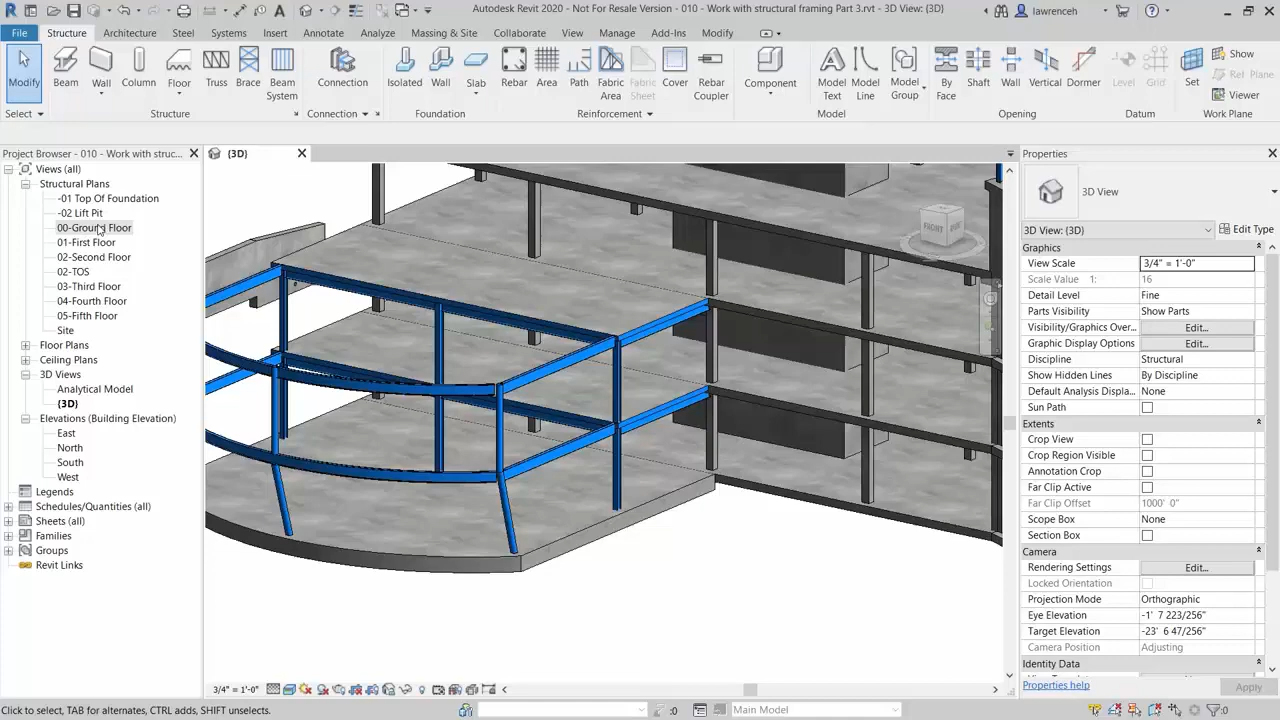 Autodesk Revit 2020 - Not For Resale Version - 010 - Work with structural framing Part 3.rvt - 3D View: {3D}
lawrenceh
File Structure Architecture Steel Systems Insert Annotate Analyze Massing & Site Collaborate View Manage Add-Ins Modify
Modify Beam Wall Column Floor Truss Brace Beam System Connection Isolated Wall Slab Rebar Area Path Fabric Area Fabric Sheet Cover Rebar Coupler Component Model Text Model Line Model Group By Face Shaft Wall Vertical Dormer Level Grid Set Show Ref Plane Viewer
Select Structure Connection Foundation Reinforcement Model Opening Datum Work Plane
Project Browser - 010 - Work with struc...
Views (all)
Structural Plans
-01 Top Of Foundation
-02 Lift Pit
00-Ground Floor
01-First Floor
02-Second Floor
02-TOS
03-Third Floor
04-Fourth Floor
05-Fifth Floor
Site
Floor Plans
Ceiling Plans
3D Views
Analytical Model
{3D}
Elevations (Building Elevation)
East
North
South
West
Legends
Schedules/Quantities (all)
Sheets (all)
Families
Groups
Revit Links
{3D}
FRONT
Properties
3D View
3D View: {3D} Edit Type
Graphics
View Scale 3/4" = 1'-0"
Scale Value 1: 16
Detail Level Fine
Parts Visibility Show Parts
Visibility/Graphics Over... Edit...
Graphic Display Options Edit...
Discipline Structural
Show Hidden Lines By Discipline
Default Analysis Displa... None
Sun Path
Extents
Crop View
Crop Region Visible
Annotation Crop
Far Clip Active
Far Clip Offset 1000' 0"
Scope Box None
Section Box
Camera
Rendering Settings Edit...
Locked Orientation
Projection Mode Orthographic
Eye Elevation -1' 7 223/256"
Target Elevation -23' 6 47/256"
Camera Position Adjusting
Identity Data
Properties help Apply
3/4" = 1'-0"
Click to select, TAB for alternates, CTRL adds, SHIFT unselects.
:0
Main Model
:0